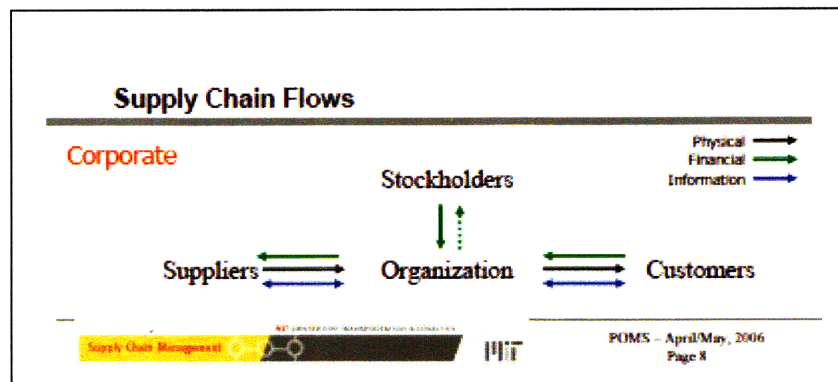 Supply Chain Flows
Corporate
Physical
Financial
Information
Stockholders
Suppliers
Organization
Customers
Supply Chain Management
MIT
POMS – April/May, 2006
Page 8